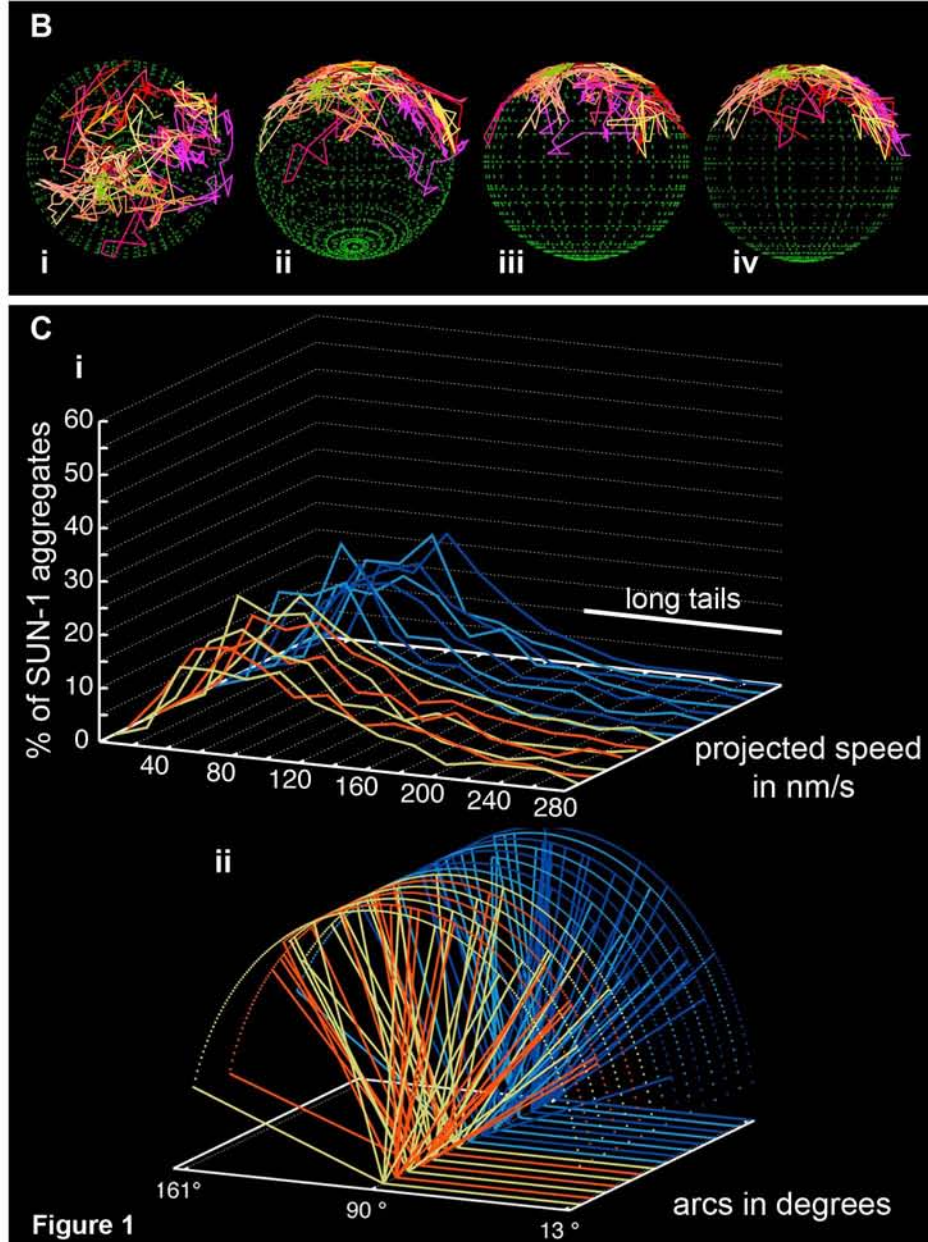 B
i
ii
iii
iv
C
i
60
50
40
30
20
10
0
% of SUN-1 aggregates
long tails
40
80
120
160
200
240
280
projected speed
in nm/s
ii
161°
90 °
13 °
arcs in degrees
Figure 1